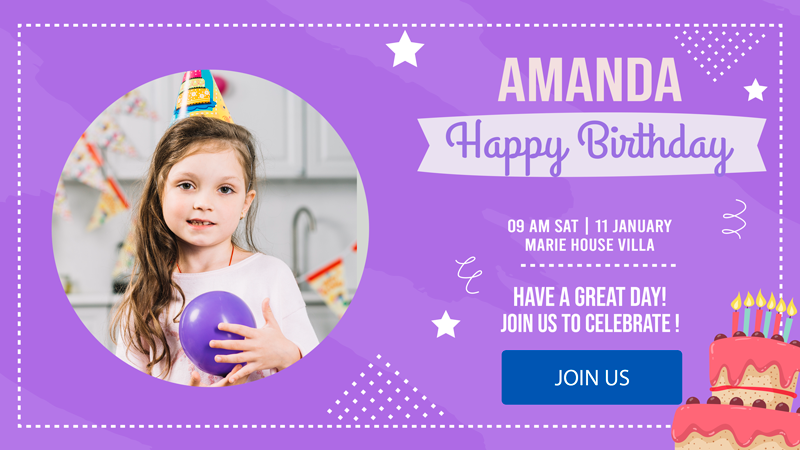 AMANDA
Happy Birthday
09 AM SAT | 11 JANUARY
MARIE HOUSE VILLA
HAVE A GREAT DAY!
JOIN US TO CELEBRATE !
JOIN US